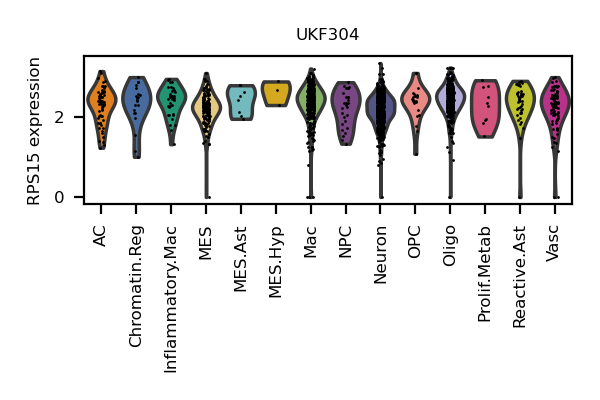 UKF304
RPS15 expression
2
0
AC
Chromatin.Reg
Inflammatory.Mac
MES
MES.Ast
MES.Hyp
Mac
NPC
Neuron
OPC
Oligo
Prolif.Metab
Reactive.Ast
Vasc